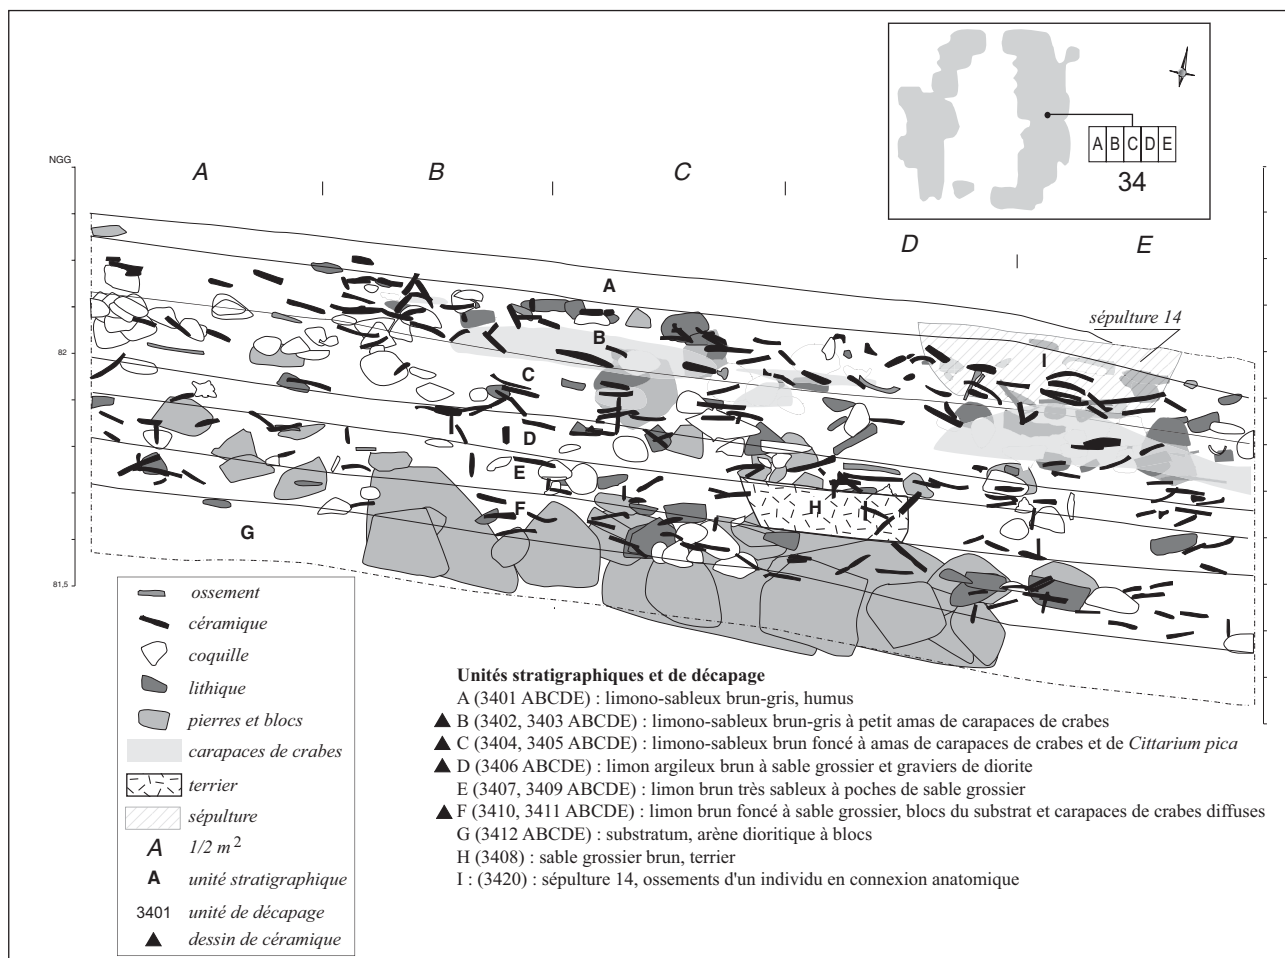 NGG
A
B
C
D
E
A B C D E
34
sépulture 14
82
81,5
A
B
C
D
E
F
G
H
I
ossement
céramique
coquille
lithique
pierres et blocs
carapaces de crabes
terrier
sépulture
A 1/2 m 2
A unité stratigraphique
3401 unité de décapage
dessin de céramique
Unités stratigraphiques et de décapage
A (3401 ABCDE) : limono-sableux brun-gris, humus
B (3402, 3403 ABCDE) : limono-sableux brun-gris à petit amas de carapaces de crabes
C (3404, 3405 ABCDE) : limono-sableux brun foncé à amas de carapaces de crabes et de Cittarium pica
D (3406 ABCDE) : limon argileux brun à sable grossier et graviers de diorite
E (3407, 3409 ABCDE) : limon brun très sableux à poches de sable grossier
F (3410, 3411 ABCDE) : limon brun foncé à sable grossier, blocs du substrat et carapaces de crabes diffuses
G (3412 ABCDE) : substratum, arène dioritique à blocs
H (3408) : sable grossier brun, terrier
I : (3420) : sépulture 14, ossements d'un individu en connexion anatomique